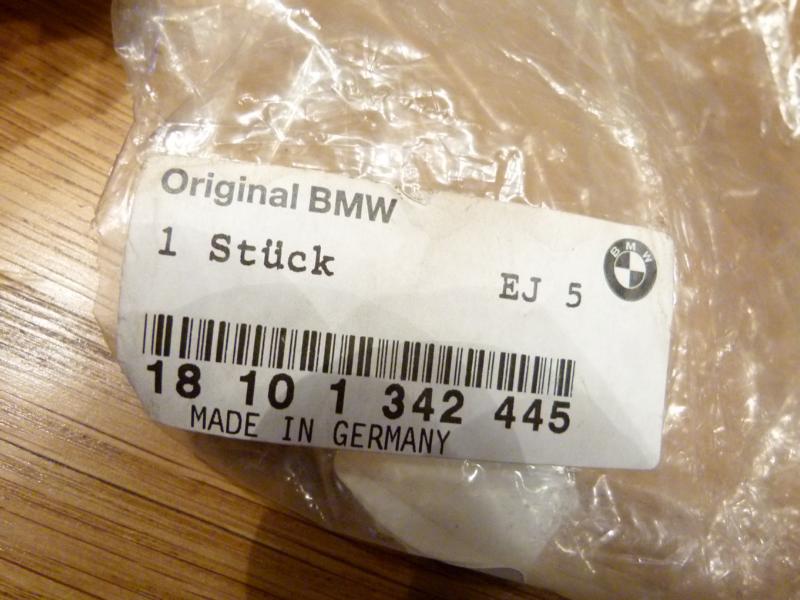 Original BMW
BMW
1 Stück
EJ 5
18 10 1 342 445
MADE IN GERMANY